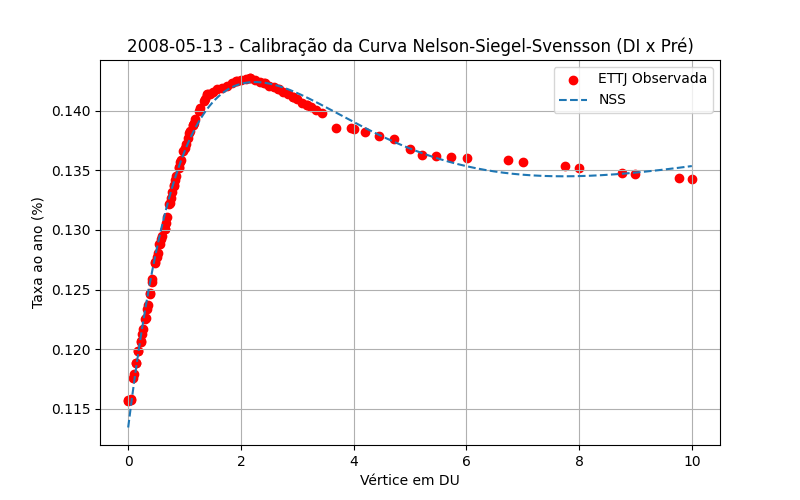 2008-05-13 - Calibração da Curva Nelson-Siegel-Svensson (DI x Pré)
ETTJ Observada
NSS
Taxa ao ano (%)
0.140
0.135
0.130
0.125
0.120
0.115
0 2 4 6 8 10
Vértice em DU